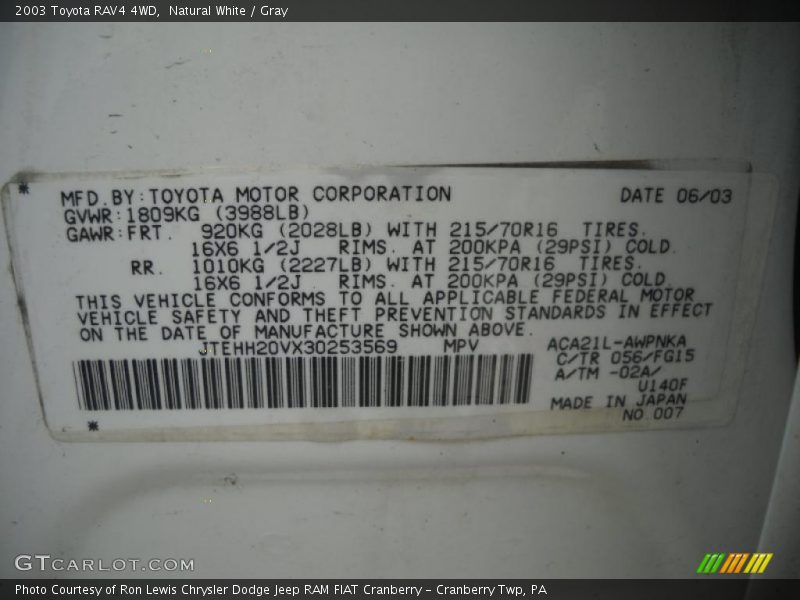 2003 Toyota RAV4 4WD, Natural White / Gray
MFD.BY:TOYOTA MOTOR CORPORATION DATE 06/03
GVWR:1809KG (3988LB)
GAWR:FRT. 920KG (2028LB) WITH 215/70R16 TIRES.
16X6 1/2J RIMS. AT 200KPA (29PSI) COLD.
RR. 1010KG (2227LB) WITH 215/70R16 TIRES.
16X6 1/2J RIMS. AT 200KPA (29PSI) COLD.
THIS VEHICLE CONFORMS TO ALL APPLICABLE FEDERAL MOTOR
VEHICLE SAFETY AND THEFT PREVENTION STANDARDS IN EFFECT
ON THE DATE OF MANUFACTURE SHOWN ABOVE.
JTEHH20VX30253569 MPV ACA21L-AWPNKA
C/TR 056/FG15
A/TM -02A/
U140F
MADE IN JAPAN
NO 007
GTCARLOT.COM
Photo Courtesy of Ron Lewis Chrysler Dodge Jeep RAM FIAT Cranberry - Cranberry Twp, PA